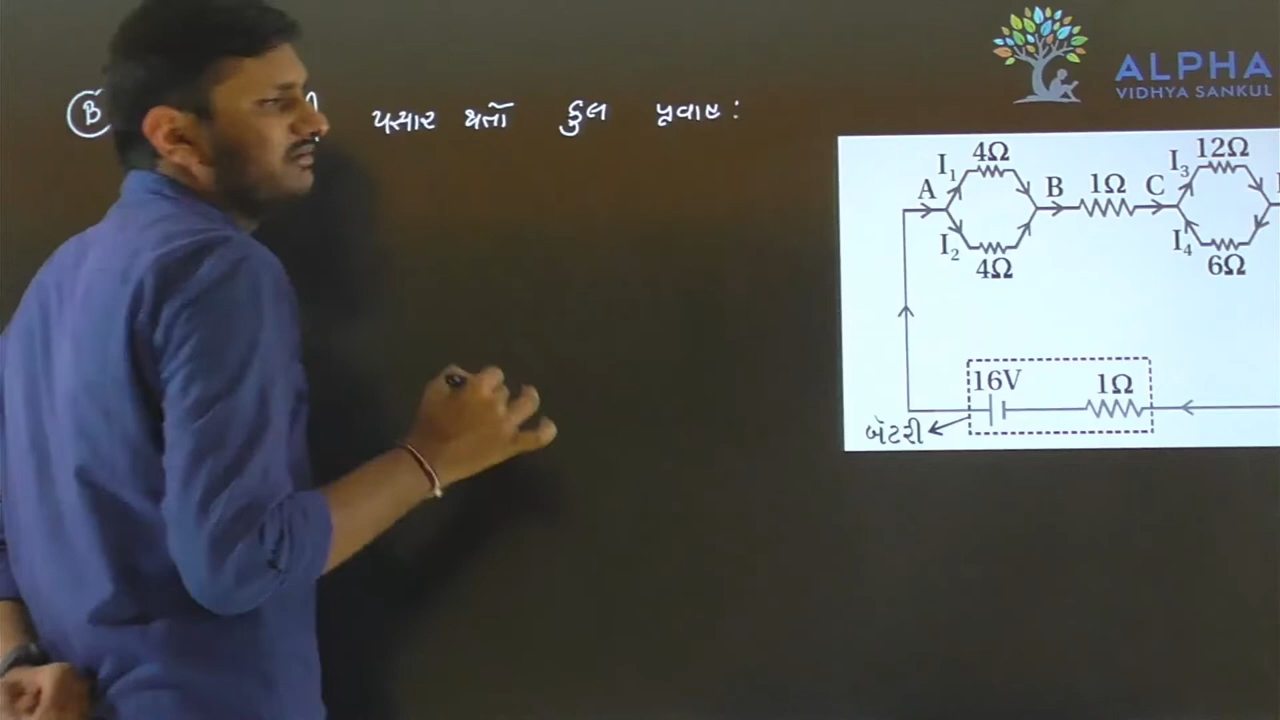 B પસાર થતો કુલ પ્રવાહ :
ALPHA
VIDHYA SANKUL
I₁ 4Ω
A
B
1Ω
C
I₃ 12Ω
I₂
4Ω
I₄
6Ω
16V
1Ω
બૅટરી